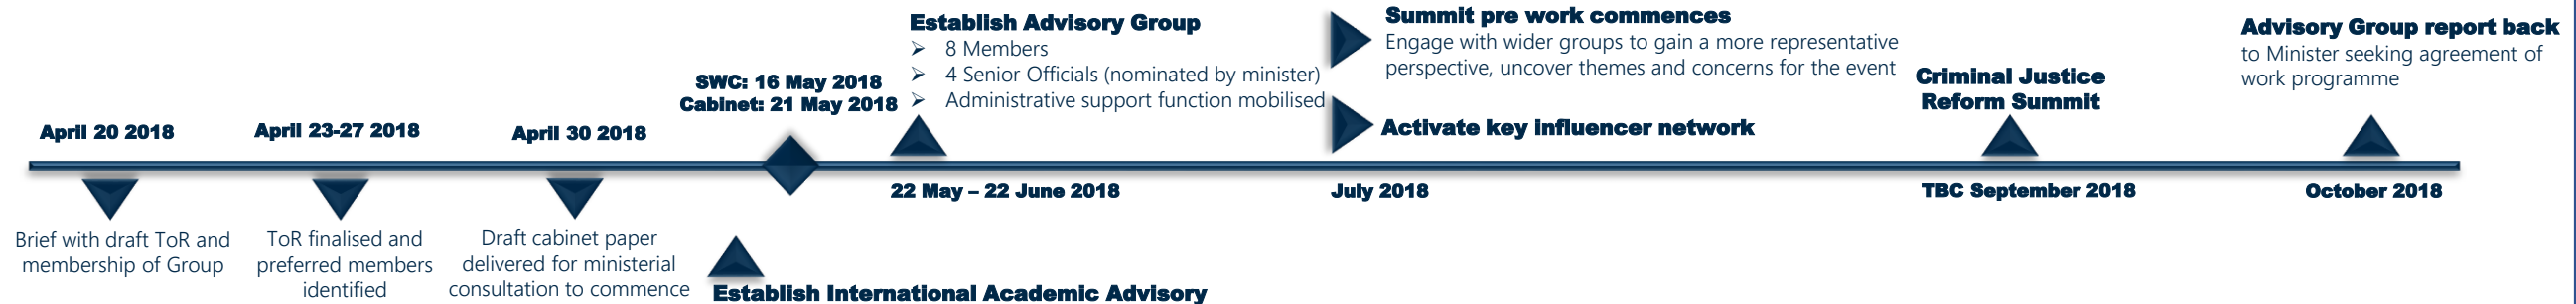 April 20 2018
Brief with draft ToR and
membership of Group
April 23-27 2018
ToR finalised and
preferred members
identified
April 30 2018
Draft cabinet paper
delivered for ministerial
consultation to commence
SWC: 16 May 2018
Cabinet: 21 May 2018
Establish International Academic Advisory
Establish Advisory Group
➢ 8 Members
➢ 4 Senior Officials (nominated by minister)
➢ Administrative support function mobilised
22 May – 22 June 2018
Summit pre work commences
Engage with wider groups to gain a more representative
perspective, uncover themes and concerns for the event
Activate key influencer network
July 2018
Criminal Justice
Reform Summit
TBC September 2018
Advisory Group report back
to Minister seeking agreement of
work programme
October 2018